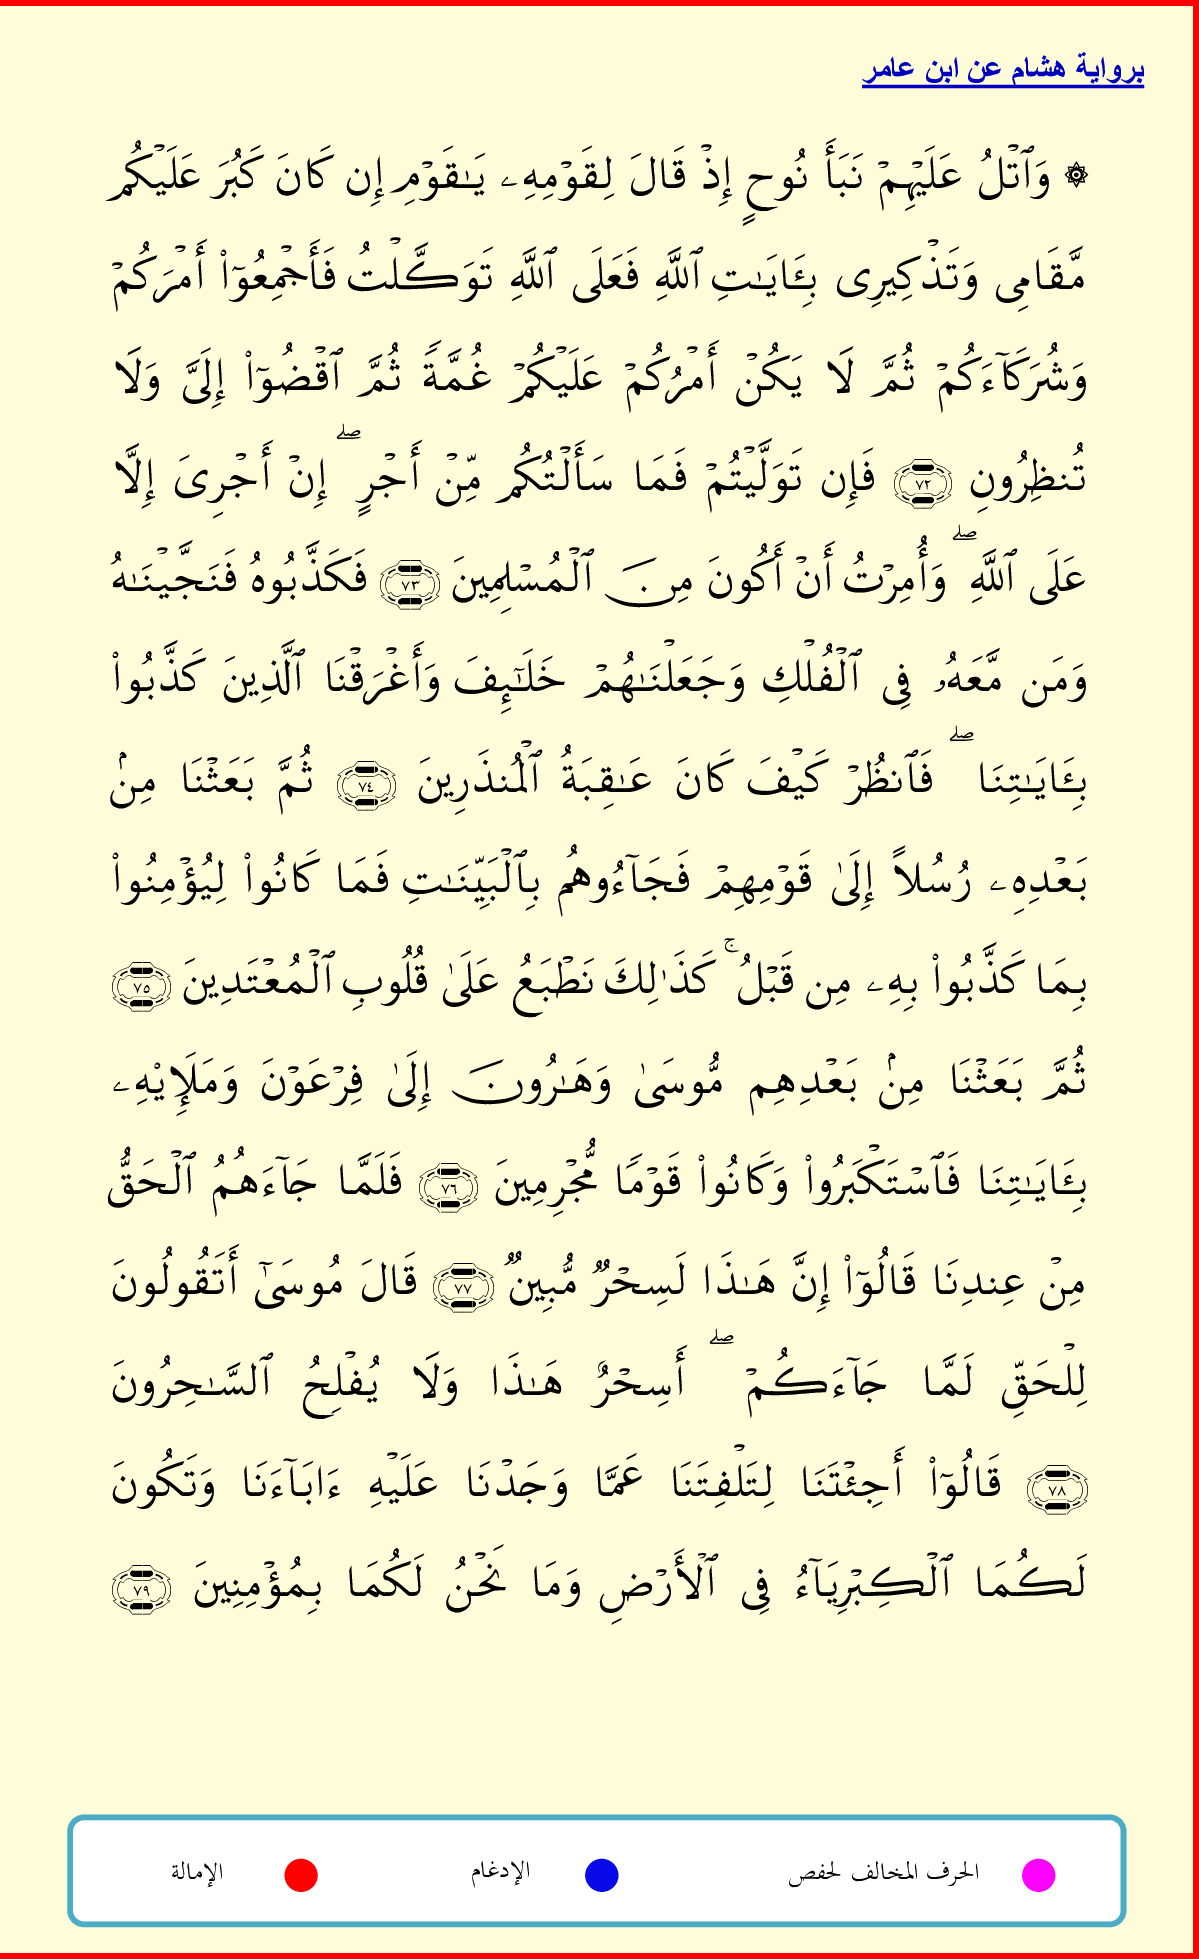 برواية هشام عن ابن عامر
۞ وَٱتۡلُ عَلَيۡهِمۡ نَبَأَ نُوحٍ إِذۡ قَالَ لِقَوۡمِهِۦ يَـٰقَوۡمِ إِن كَانَ كَبُرَ عَلَيۡكُم
مَّقَامِى وَتَذۡكِيرِى بِـَٔايَـٰتِ ٱللَّهِ فَعَلَى ٱللَّهِ تَوَكَّلۡتُ فَأَجۡمِعُوٓاْ أَمۡرَكُمۡ
وَشُرَكَآءَكُمۡ ثُمَّ لَا يَكُنۡ أَمۡرُكُمۡ عَلَيۡكُمۡ غُمَّةً ثُمَّ ٱقۡضُوٓاْ إِلَىَّ وَلَا
تُنظِرُونِ ٧٢ فَإِن تَوَلَّيۡتُمۡ فَمَا سَأَلۡتُكُم مِّنۡ أَجۡرٍ ۖ إِنۡ أَجۡرِىَ إِلَّا
عَلَى ٱللَّهِ ۖ وَأُمِرۡتُ أَنۡ أَكُونَ مِنَ ٱلۡمُسۡلِمِينَ ٧٣ فَكَذَّبُوهُ فَنَجَّيۡنَـٰهُ
وَمَن مَّعَهُۥ فِى ٱلۡفُلۡكِ وَجَعَلۡنَـٰهُمۡ خَلَـٰٓئِفَ وَأَغۡرَقۡنَا ٱلَّذِينَ كَذَّبُواْ
بِـَٔايَـٰتِنَا ۖ فَٱنظُرۡ كَيۡفَ كَانَ عَـٰقِبَةُ ٱلۡمُنذَرِينَ ٧٤ ثُمَّ بَعَثۡنَا مِنۢ
بَعۡدِهِۦ رُسُلاً إِلَىٰ قَوۡمِهِمۡ فَجَآءُوهُم بِٱلۡبَيِّنَـٰتِ فَمَا كَانُواْ لِيُؤۡمِنُواْ
بِمَا كَذَّبُواْ بِهِۦ مِن قَبۡلُ ۚ كَذَٲلِكَ نَطۡبَعُ عَلَىٰ قُلُوبِ ٱلۡمُعۡتَدِينَ ٧٥
ثُمَّ بَعَثۡنَا مِنۢ بَعۡدِهِم مُّوسَىٰ وَهَـٰرُونَ إِلَىٰ فِرۡعَوۡنَ وَمَلَإِيْهِۦ
بِـَٔايَـٰتِنَا فَٱسۡتَكۡبَرُواْ وَكَانُواْ قَوۡمًا مُّجۡرِمِينَ ٧٦ فَلَمَّا جَآءَهُمُ ٱلۡحَقُّ
مِنۡ عِندِنَا قَالُوٓاْ إِنَّ هَـٰذَا لَسِحۡرٌ مُّبِينٌ ٧٧ قَالَ مُوسَىٰٓ أَتَقُولُونَ
لِلۡحَقِّ لَمَّا جَآءَكُمۡ ۖ أَسِحۡرٌ هَـٰذَا وَلَا يُفۡلِحُ ٱلسَّـٰحِرُونَ
٧٨ قَالُوٓاْ أَجِئۡتَنَا لِتَلۡفِتَنَا عَمَّا وَجَدۡنَا عَلَيۡهِ ءَابَآءَنَا وَتَكُونَ
لَكُمَا ٱلۡكِبۡرِيَآءُ فِى ٱلۡأَرۡضِ وَمَا نَحۡنُ لَكُمَا بِمُؤۡمِنِينَ ٧٩
الحرف المخالف لحفص الإدغام الإمالة